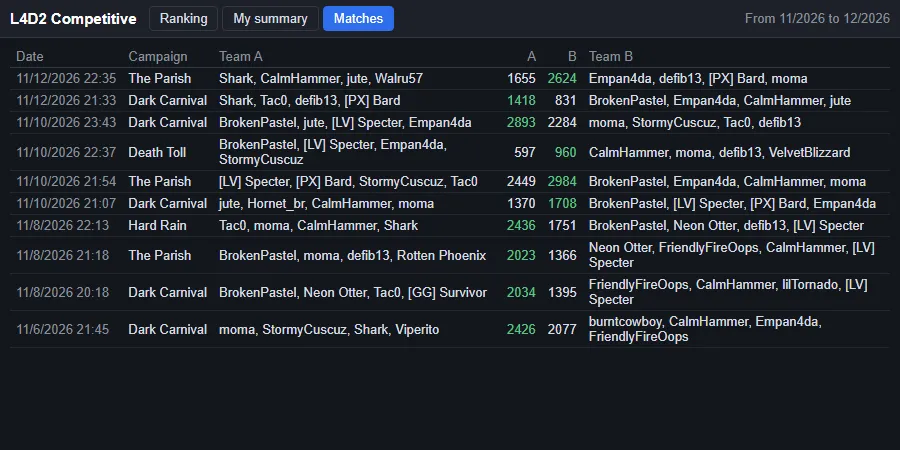 L4D2 Competitive Ranking My summary Matches From 11/2026 to 12/2026
Date Campaign Team A A B Team B
11/12/2026 22:35 The Parish Shark, CalmHammer, jute, Walru57 1655 2624 Empan4da, defib13, [PX] Bard, moma
11/12/2026 21:33 Dark Carnival Shark, Tac0, defib13, [PX] Bard 1418 831 BrokenPastel, Empan4da, CalmHammer, jute
11/10/2026 23:43 Dark Carnival BrokenPastel, jute, [LV] Specter, Empan4da 2893 2284 moma, StormyCuscuz, Tac0, defib13
11/10/2026 22:37 Death Toll BrokenPastel, [LV] Specter, Empan4da,
StormyCuscuz 597 960 CalmHammer, moma, defib13, VelvetBlizzard
11/10/2026 21:54 The Parish [LV] Specter, [PX] Bard, StormyCuscuz, Tac0 2449 2984 BrokenPastel, Empan4da, CalmHammer, moma
11/10/2026 21:07 Dark Carnival jute, Hornet_br, CalmHammer, moma 1370 1708 BrokenPastel, [LV] Specter, [PX] Bard, Empan4da
11/8/2026 22:13 Hard Rain Tac0, moma, CalmHammer, Shark 2436 1751 BrokenPastel, Neon Otter, defib13, [LV] Specter
11/8/2026 21:18 The Parish BrokenPastel, moma, defib13, Rotten Phoenix 2023 1366 Neon Otter, FriendlyFireOops, CalmHammer, [LV]
Specter
11/8/2026 20:18 Dark Carnival BrokenPastel, Neon Otter, Tac0, [GG] Survivor 2034 1395 FriendlyFireOops, CalmHammer, lilTornado, [LV]
Specter
11/6/2026 21:45 Dark Carnival moma, StormyCuscuz, Shark, Viperito 2426 2077 burntcowboy, CalmHammer, Empan4da,
FriendlyFireOops